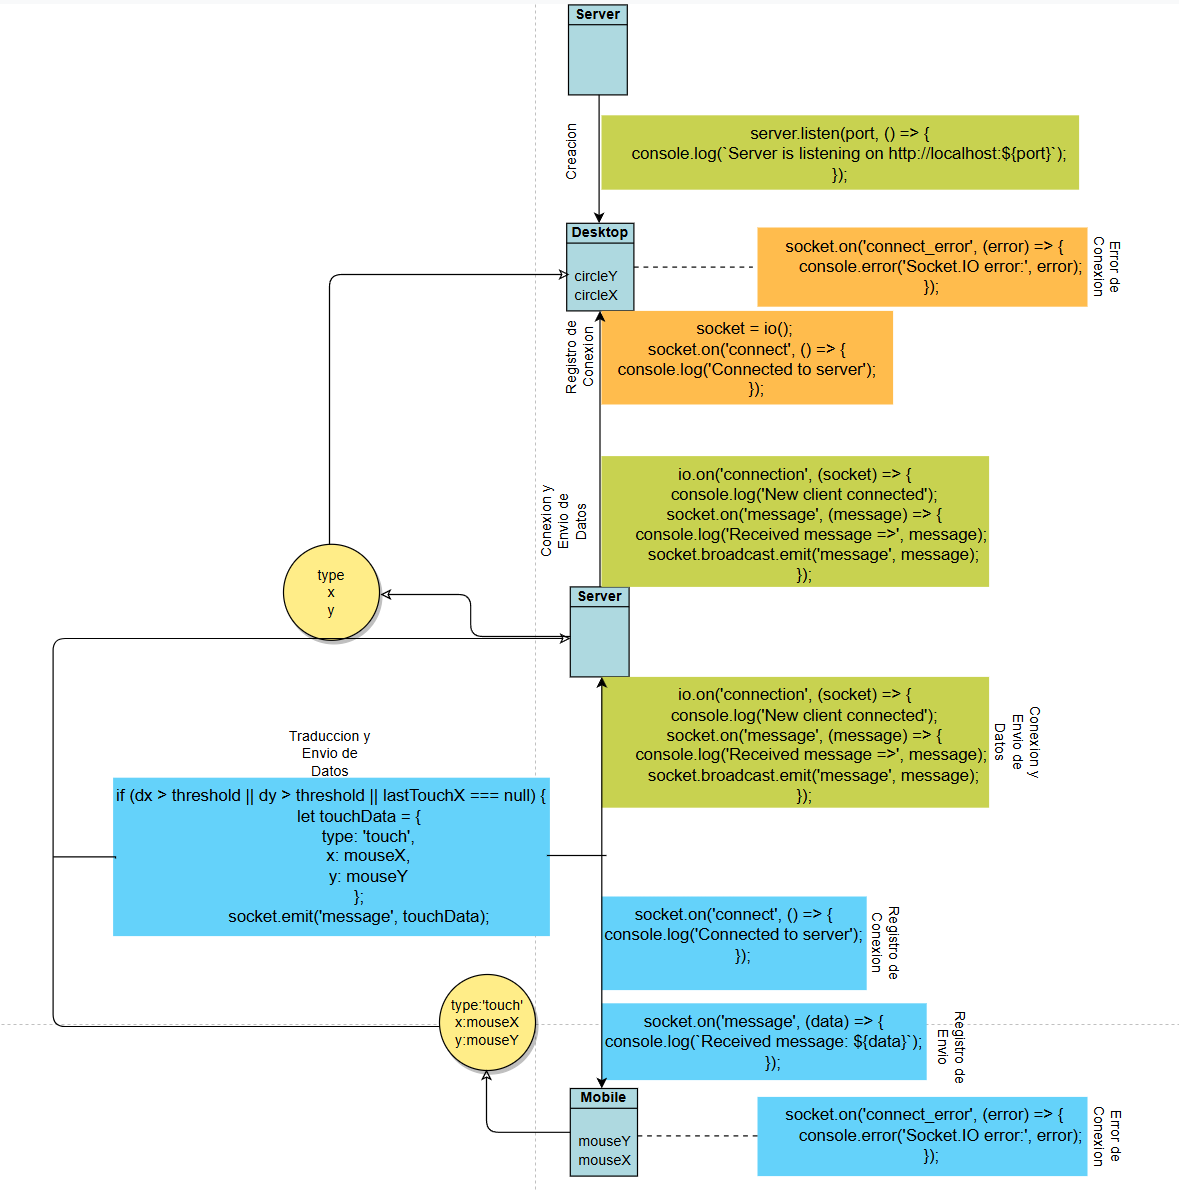 Server
Creacion
server.listen(port, () => {
console.log(`Server is listening on http://localhost:${port}`);
});
Desktop
circleY
circleX
socket.on('connect_error', (error) => {
console.error('Socket.IO error:', error);
});
Error de
Conexion
Registro de
Conexion
socket = io();
socket.on('connect', () => {
console.log('Connected to server');
});
Conexion y
Envio de
Datos
io.on('connection', (socket) => {
console.log('New client connected');
socket.on('message', (message) => {
console.log('Received message =>', message);
socket.broadcast.emit('message', message);
});
type
x
y
Server
io.on('connection', (socket) => {
console.log('New client connected');
socket.on('message', (message) => {
console.log('Received message =>', message);
socket.broadcast.emit('message', message);
});
Conexion y
Envio de
Datos
Traduccion y
Envio de
Datos
if (dx > threshold || dy > threshold || lastTouchX === null) {
let touchData = {
type: 'touch',
x: mouseX,
y: mouseY
};
socket.emit('message', touchData);
socket.on('connect', () => {
console.log('Connected to server');
});
Registro de
Conexion
type:'touch'
x:mouseX
y:mouseY
socket.on('message', (data) => {
console.log(`Received message: ${data}`);
});
Registro de
Envio
Mobile
mouseY
mouseX
socket.on('connect_error', (error) => {
console.error('Socket.IO error:', error);
});
Error de
Conexion